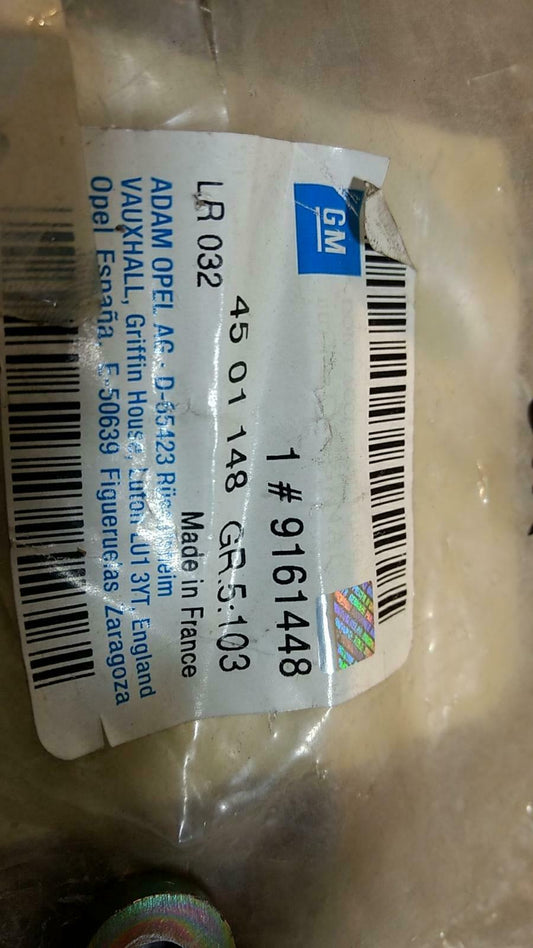 GM
1 # 9161448
45 01 148 GR.5:103
LR 032 Made in France
ADAM OPEL AG · D-65423 Rüsselsheim
VAUXHALL, Griffin House, Luton LU1 3YT, England
Opel España, E-50639 Figueruelas / Zaragoza